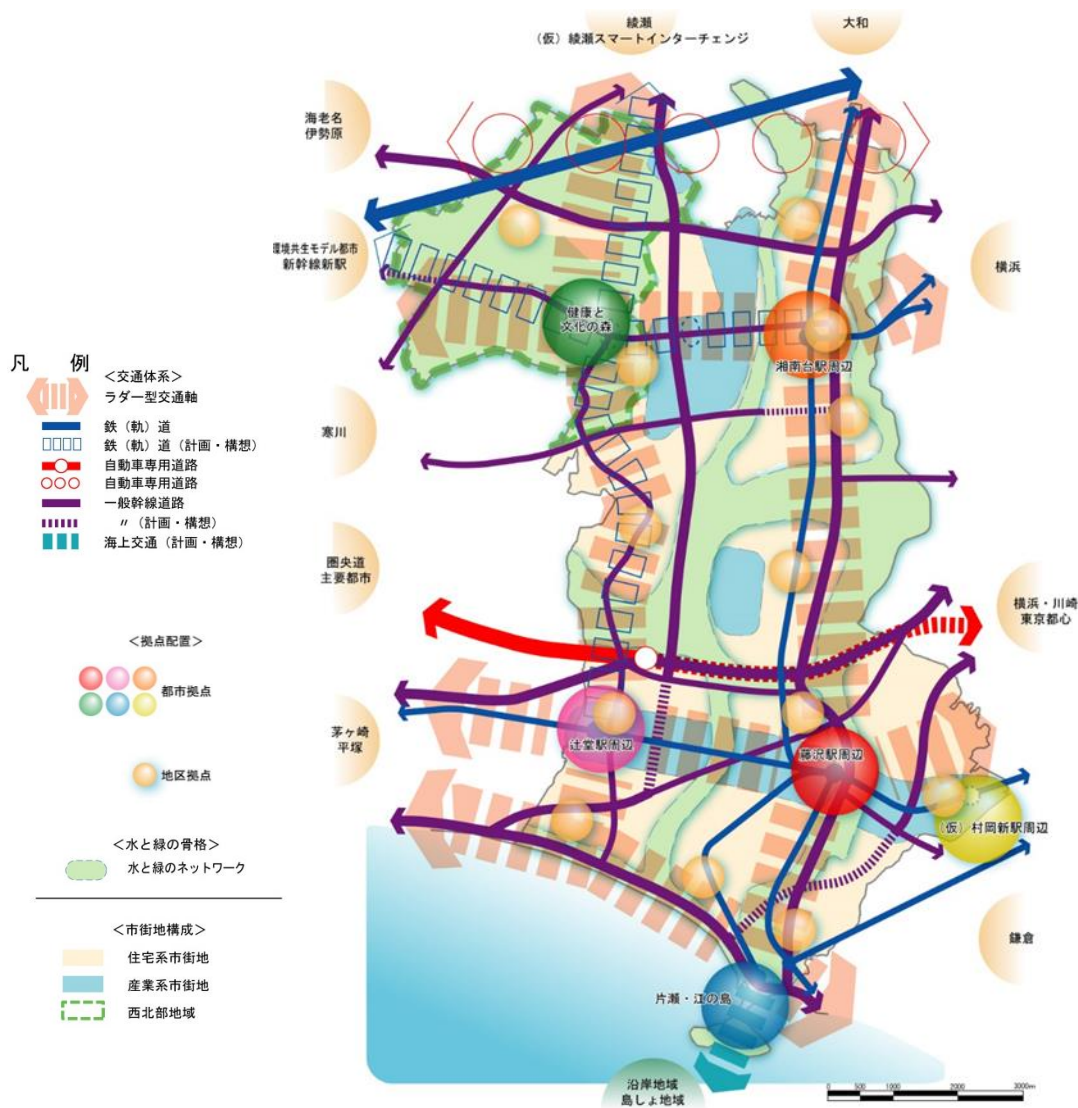 綾瀬
(仮)綾瀬スマートインターチェンジ
大和
海老名
伊勢原
環境共生モデル都市
新幹線新駅
横浜
健康と
文化の森
湘南台駅周辺
凡 例
<交通体系>
ラダー型交通軸
鉄(軌)道
鉄(軌)道(計画・構想)
自動車専用道路
自動車専用道路
一般幹線道路
〃(計画・構想)
海上交通(計画・構想)
寒川
圏央道
主要都市
横浜・川崎
東京都心
<拠点配置>
都市拠点
地区拠点
茅ヶ崎
平塚
辻堂駅周辺
藤沢駅周辺
(仮)村岡新駅周辺
<水と緑の骨格>
水と緑のネットワーク
鎌倉
<市街地構成>
住宅系市街地
産業系市街地
西北部地域
片瀬・江の島
沿岸地域
島しょ地域
0 500 1000 2000 3000m